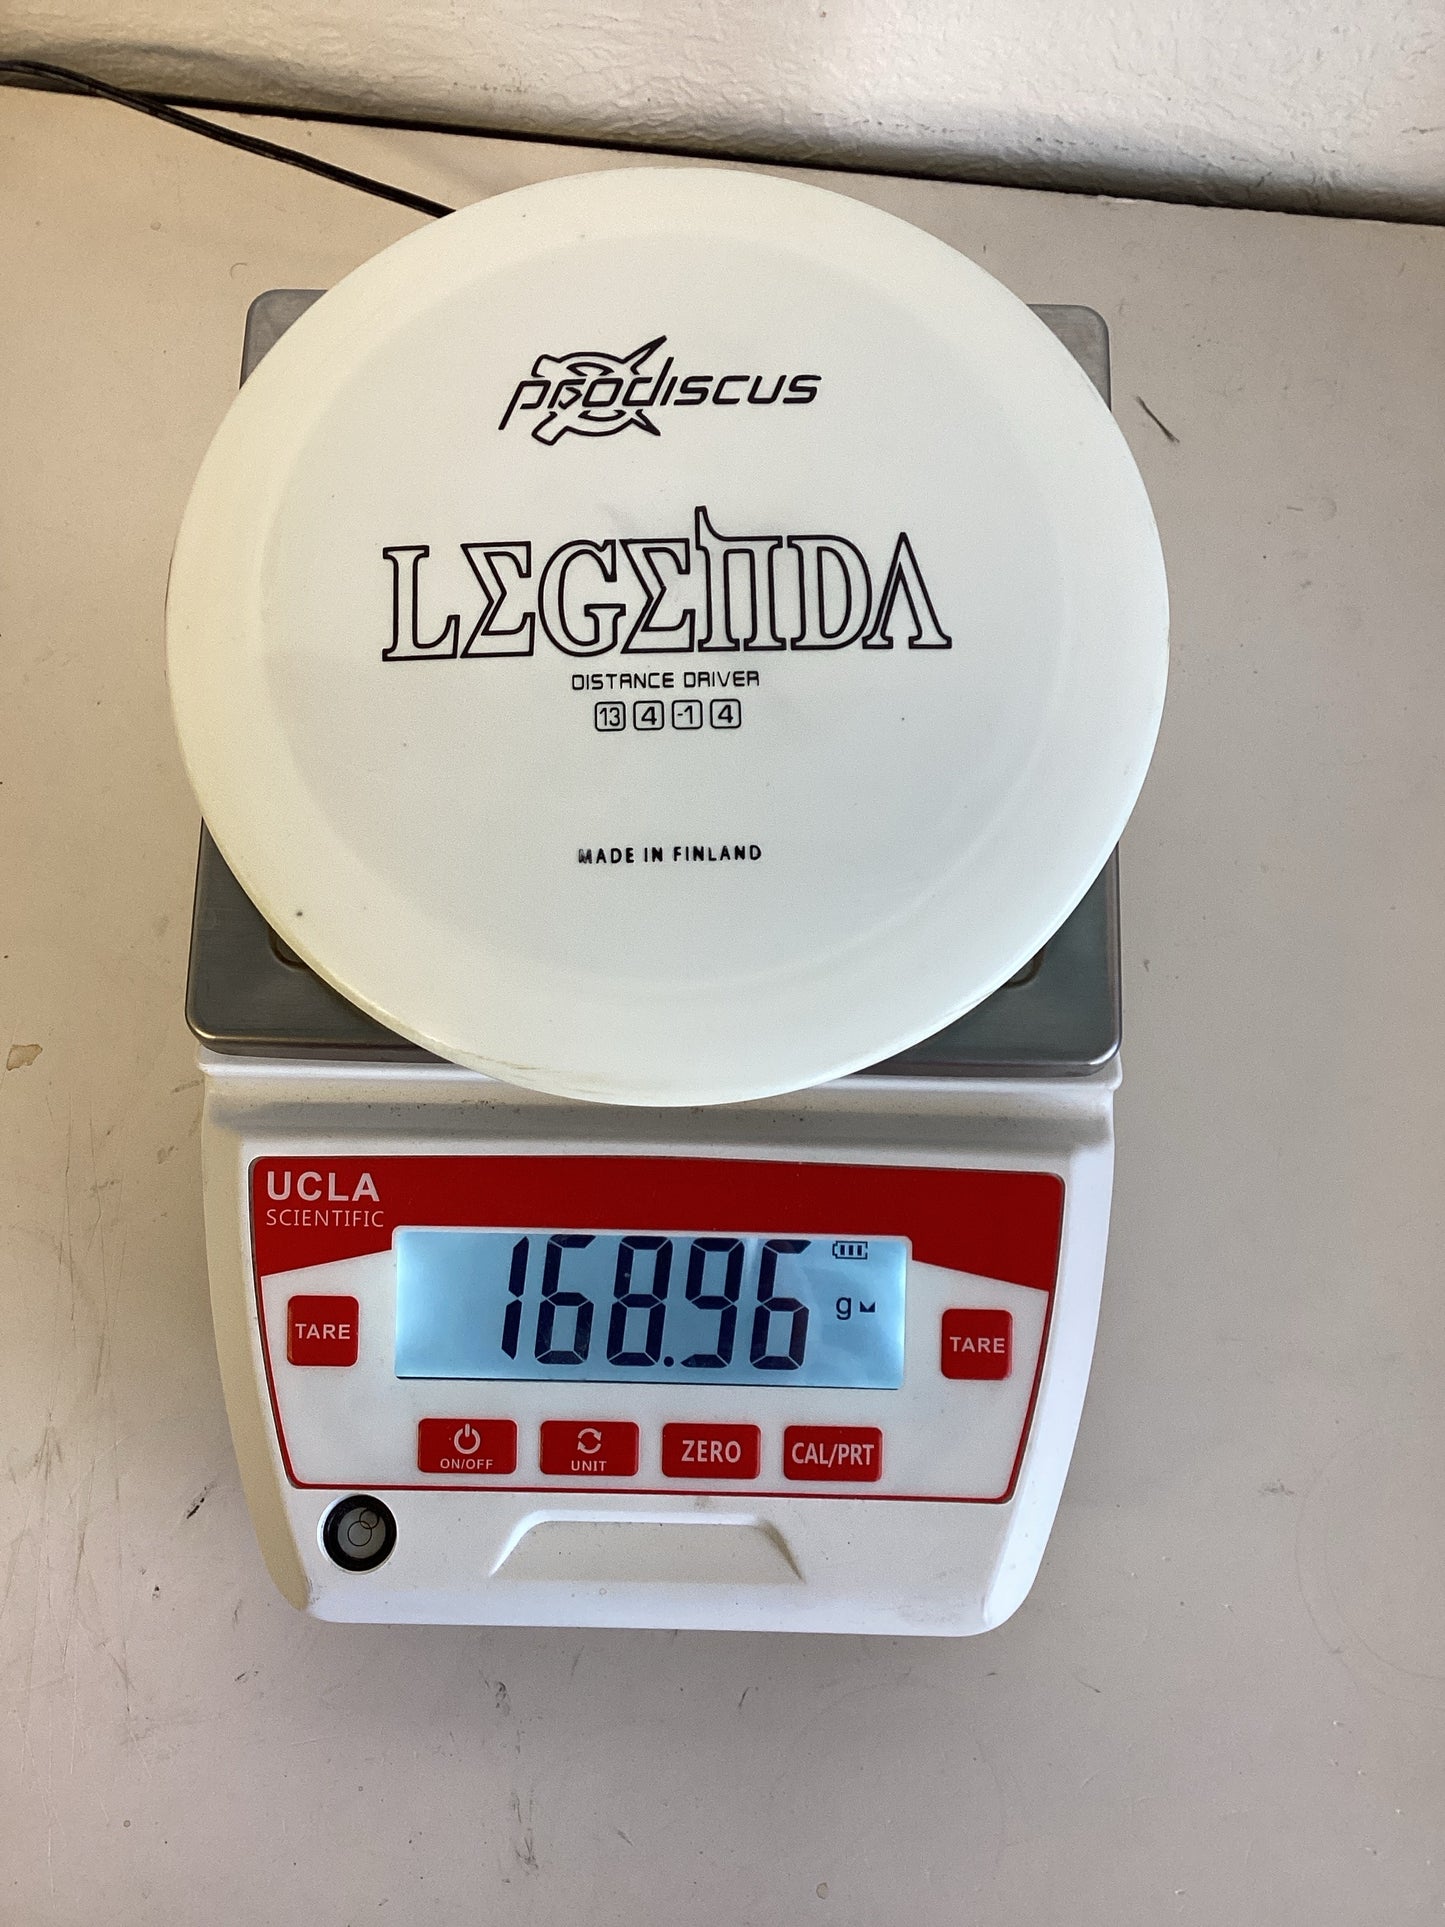 prodiscus
LEGENDA
DISTANCE DRIVER
13 4 -1 4
MADE IN FINLAND
UCLA
SCIENTIFIC
168.96 g
TARE
TARE
ON/OFF UNIT ZERO CAL/PRT